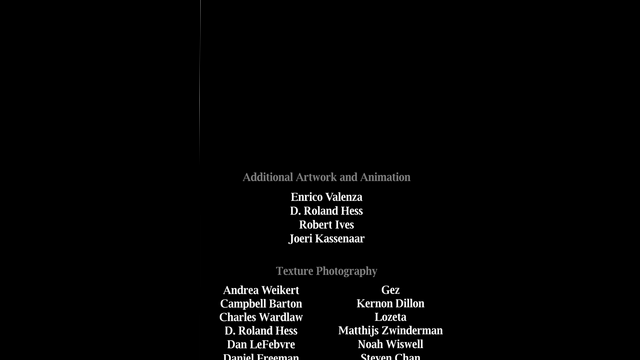 Additional Artwork and Animation
Enrico Valenza
D. Roland Hess
Robert Ives
Joeri Kassenaar
Texture Photography
Andrea Weikert Gez
Campbell Barton Kernon Dillon
Charles Wardlaw Lozeta
D. Roland Hess Matthijs Zwinderman
Dan LeFebvre Noah Wiswell
Daniel Freeman Steven Chan